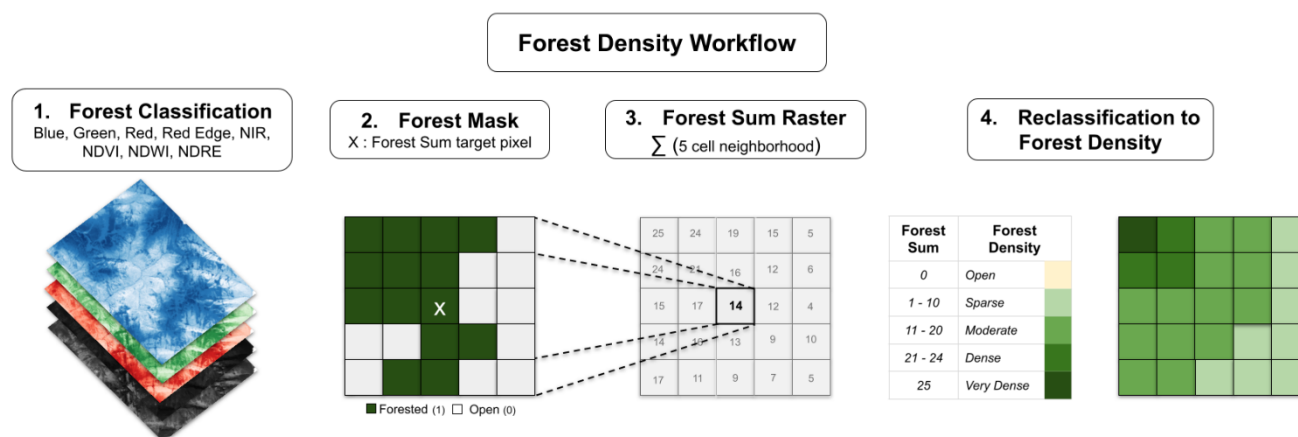 Forest Density Workflow
1. Forest Classification
Blue, Green, Red, Red Edge, NIR,
NDVI, NDWI, NDRE
2. Forest Mask
X : Forest Sum target pixel
3. Forest Sum Raster
∑ (5 cell neighborhood)
4. Reclassification to
Forest Density
X
Forested (1) Open (0)
25 24 19 15 5
24 21 16 12 6
15 17 14 12 4
14 13 9 10
17 11 9 7 5
Forest Sum Forest Density
0 Open
1 - 10 Sparse
11 - 20 Moderate
21 - 24 Dense
25 Very Dense